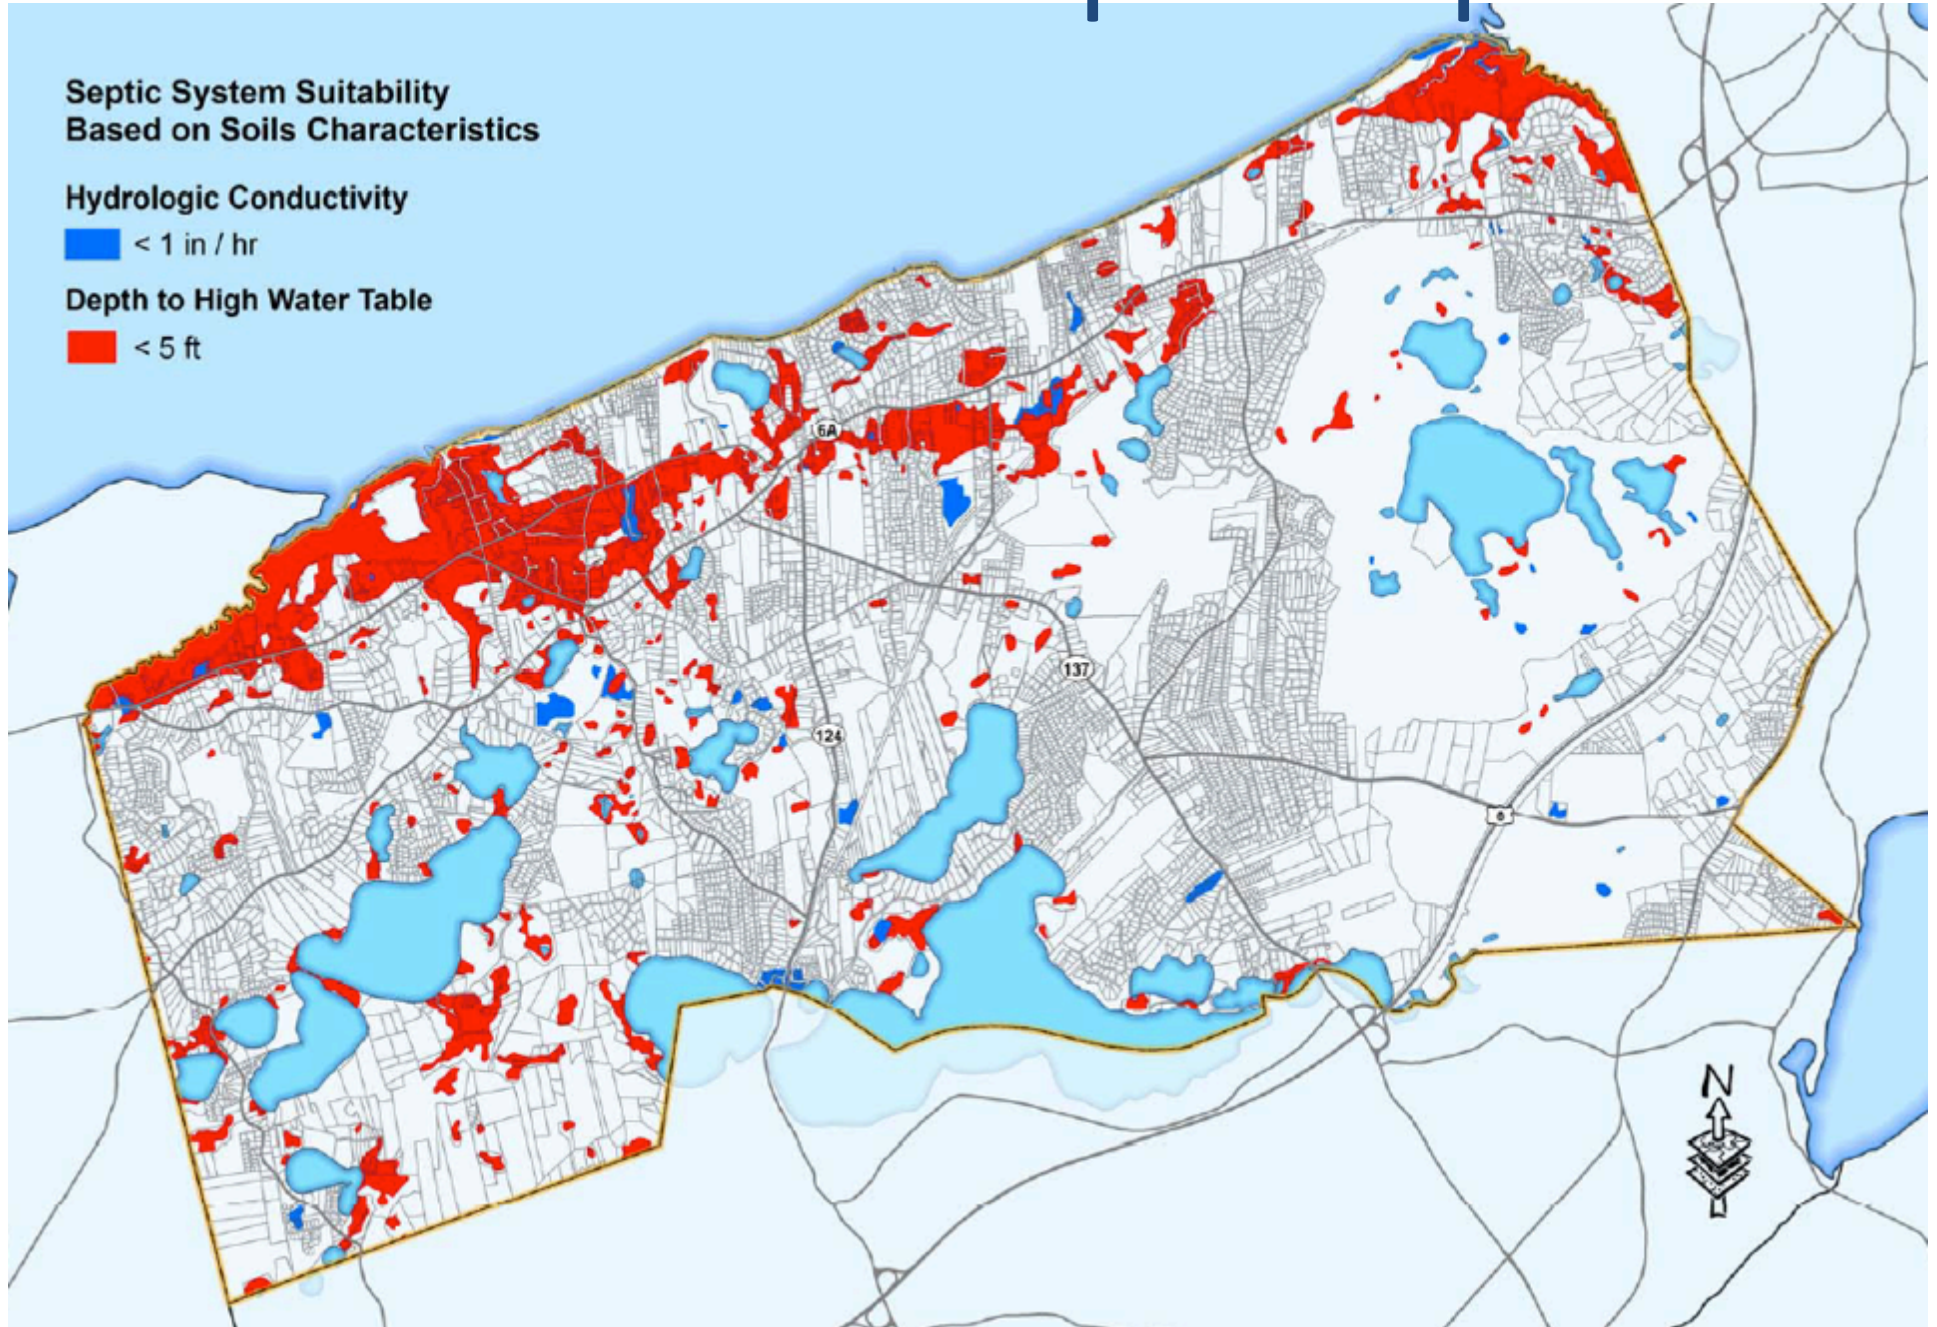 Septic System Suitability
Based on Soils Characteristics
Hydrologic Conductivity
< 1 in / hr
Depth to High Water Table
< 5 ft
6A
137
124
6
N